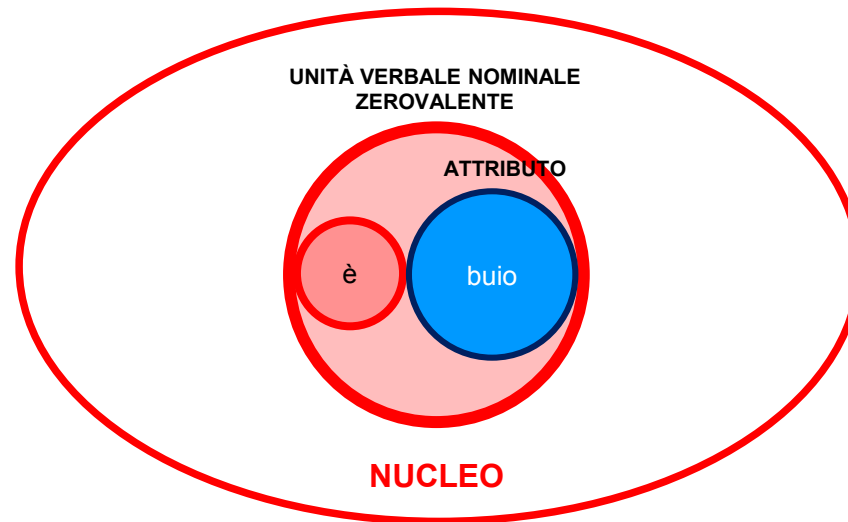 UNITÀ VERBALE NOMINALE
ZEROVALENTE
ATTRIBUTO
è
buio
NUCLEO